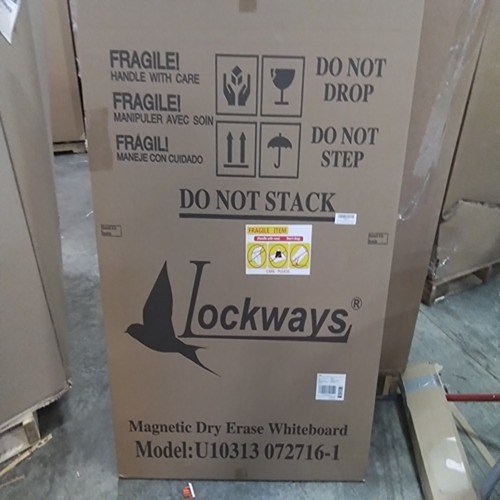 FRAGILE!
HANDLE WITH CARE
FRAGILE!
MANIPULER AVEC SOIN
FRÁGIL!
MANEJE CON CUIDADO
DO NOT
DROP
DO NOT
STEP
DO NOT STACK
FRAGILE ITEM
Lockways®
Magnetic Dry Erase Whiteboard
Model:U10313 072716-1